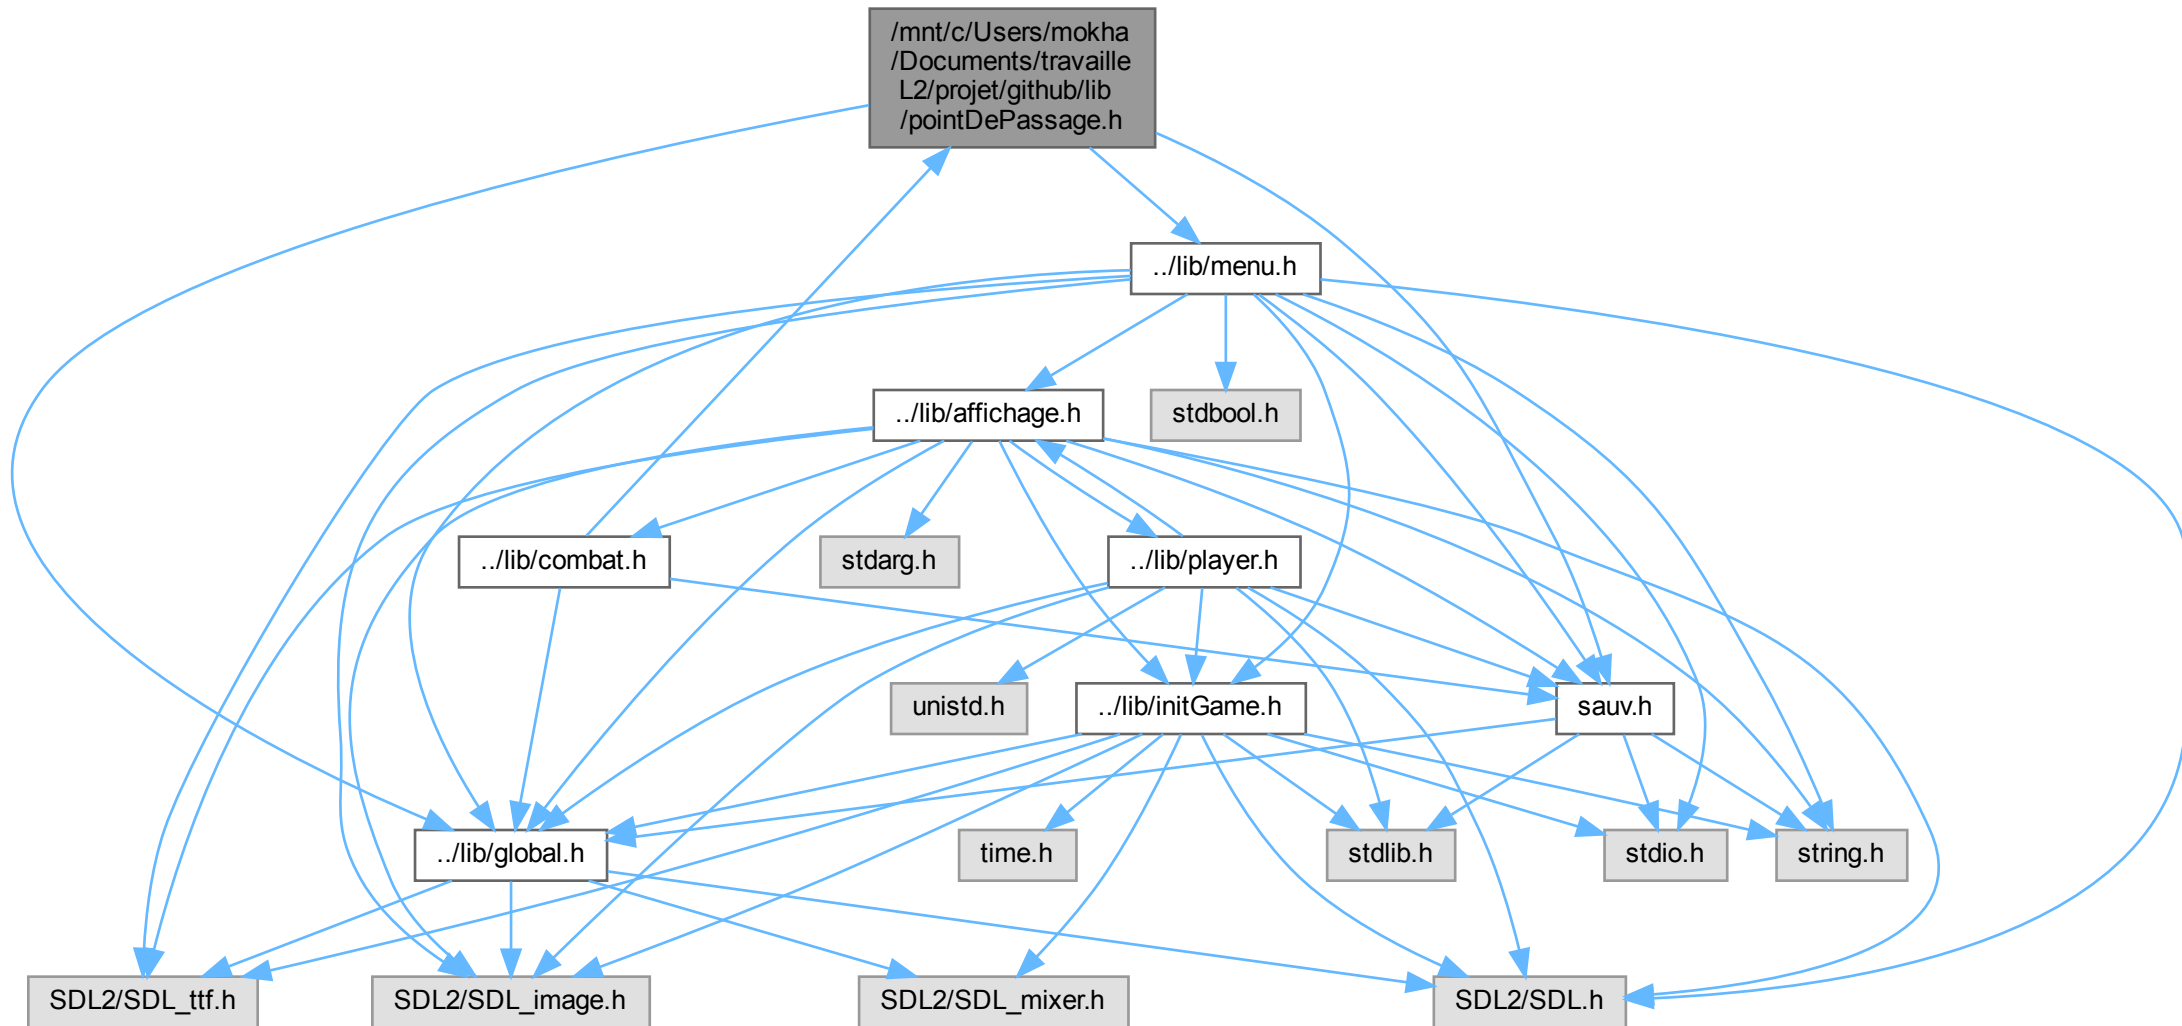 /mnt/c/Users/mokha
/Documents/travaille
L2/projet/github/lib
/pointDePassage.h
../lib/menu.h
../lib/affichage.h
stdbool.h
../lib/combat.h
stdarg.h
../lib/player.h
unistd.h
../lib/initGame.h
sauv.h
../lib/global.h
time.h
stdlib.h
stdio.h
string.h
SDL2/SDL_ttf.h
SDL2/SDL_image.h
SDL2/SDL_mixer.h
SDL2/SDL.h